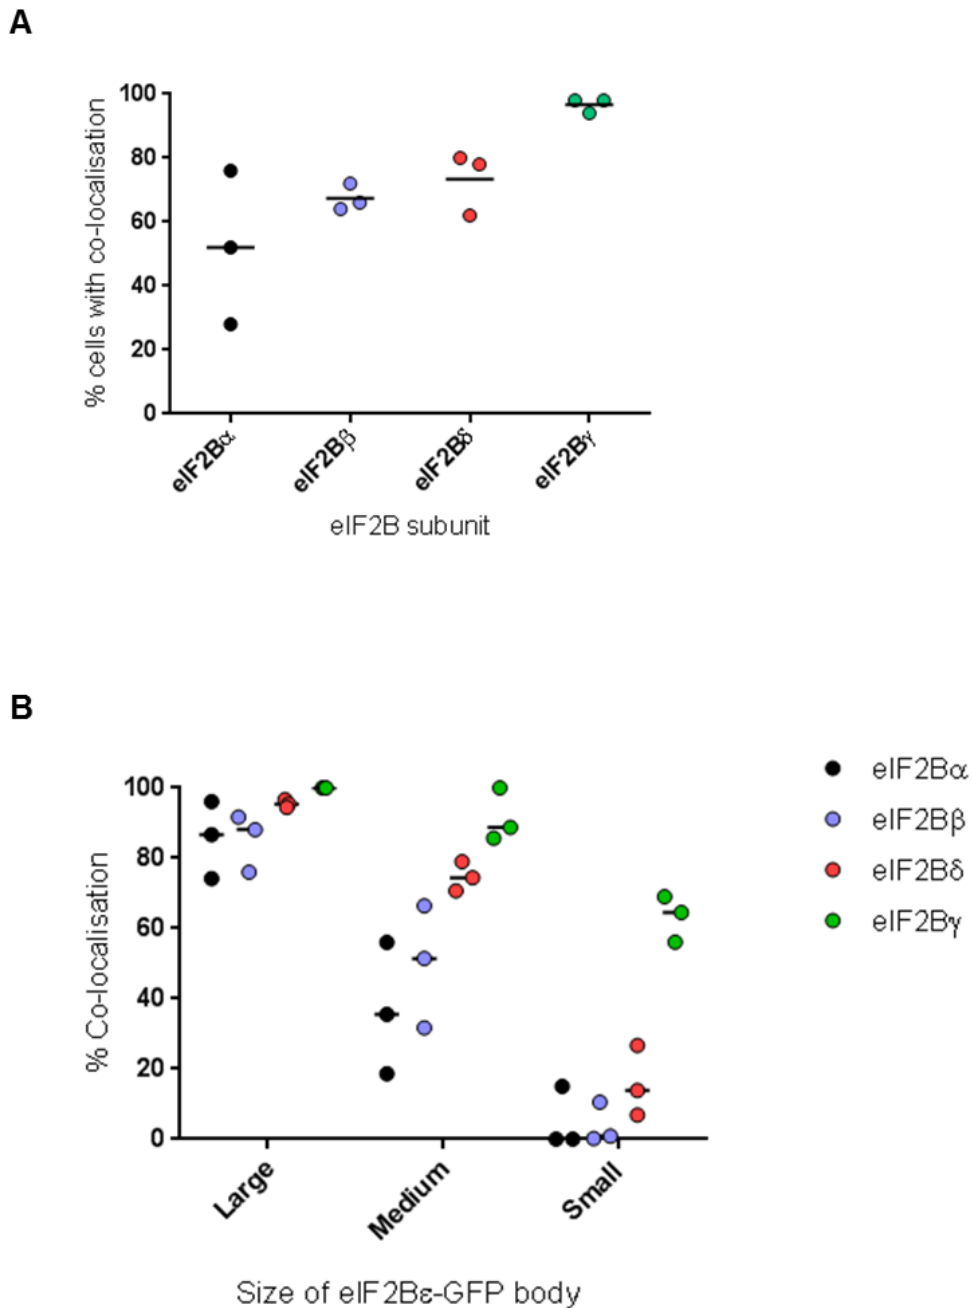 A
% cells with co-localisation
100
80
60
40
20
0
eIF2Bα
eIF2Bβ
eIF2Bδ
eIF2Bγ
eIF2B subunit
B
% Co-localisation
100
80
60
40
20
0
Large
Medium
Small
Size of eIF2Bε-GFP body
eIF2Bα
eIF2Bβ
eIF2Bδ
eIF2Bγ